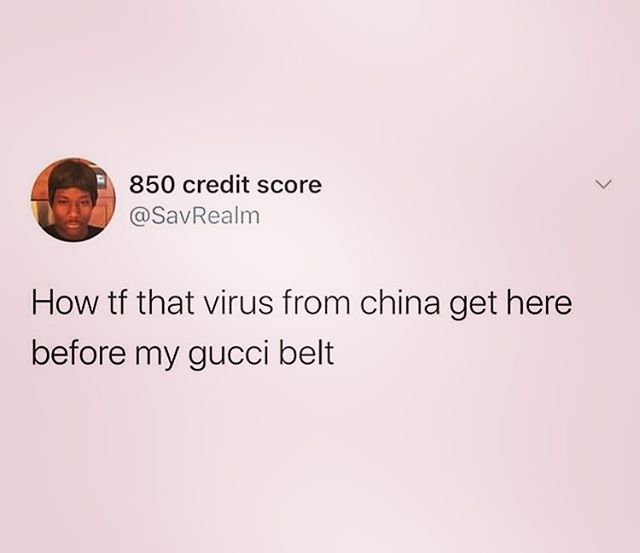 850 credit score
@SavRealm
How tf that virus from china get here
before my gucci belt